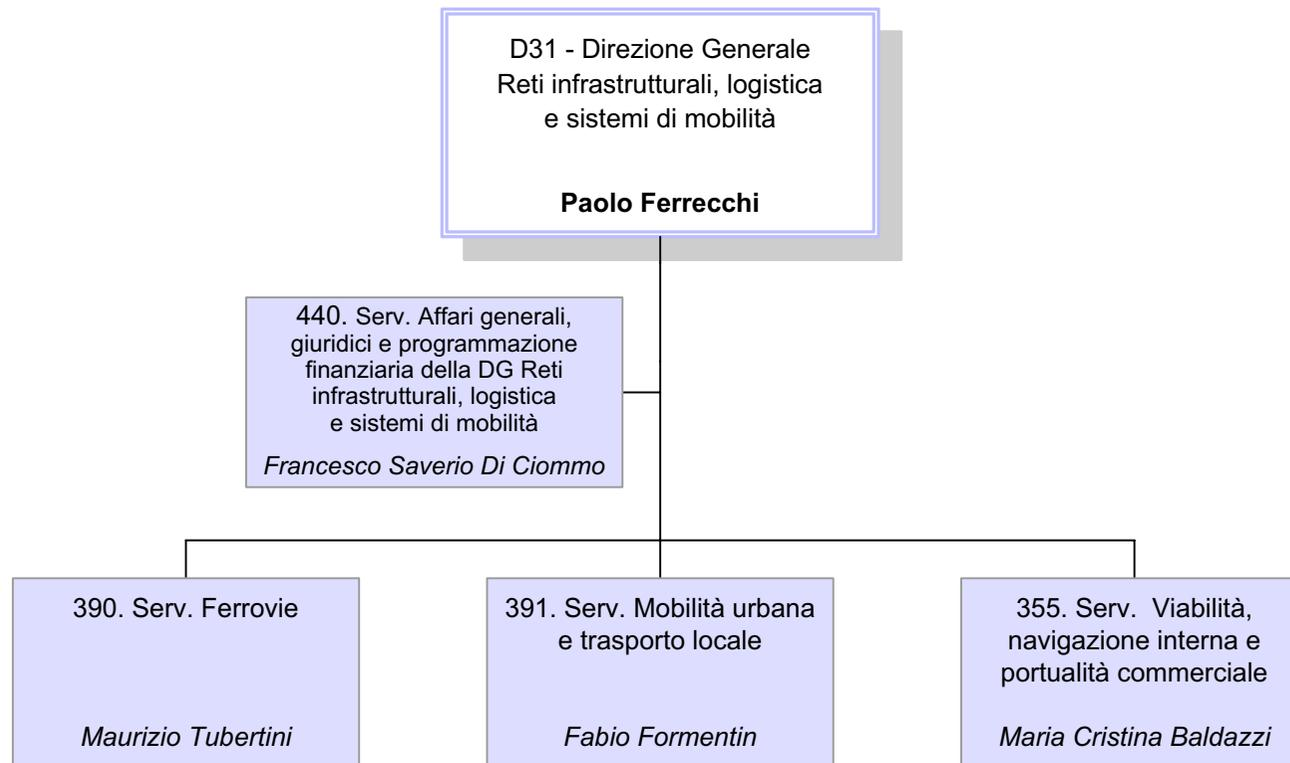 D31 - Direzione Generale
Reti infrastrutturali, logistica
e sistemi di mobilità
Paolo Ferrecchi
440. Serv. Affari generali,
giuridici e programmazione
finanziaria della DG Reti
infrastrutturali, logistica
e sistemi di mobilità
Francesco Saverio Di Ciommo
390. Serv. Ferrovie
Maurizio Tubertini
391. Serv. Mobilità urbana
e trasporto locale
Fabio Formentin
355. Serv.  Viabilità,
navigazione interna e
portualità commerciale
Maria Cristina Baldazzi